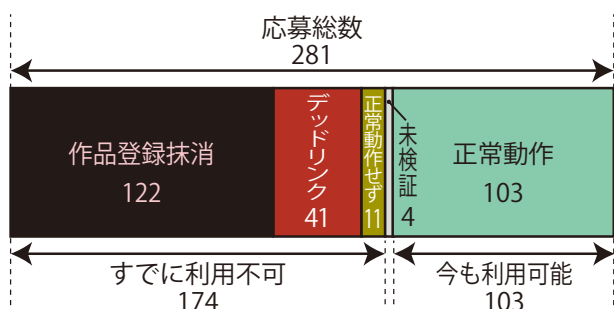 応募総数
281
作品登録抹消
122
デッドリンク
41
正常動作せず
11
未検証
4
正常動作
103
すでに利用不可
174
今も利用可能
103